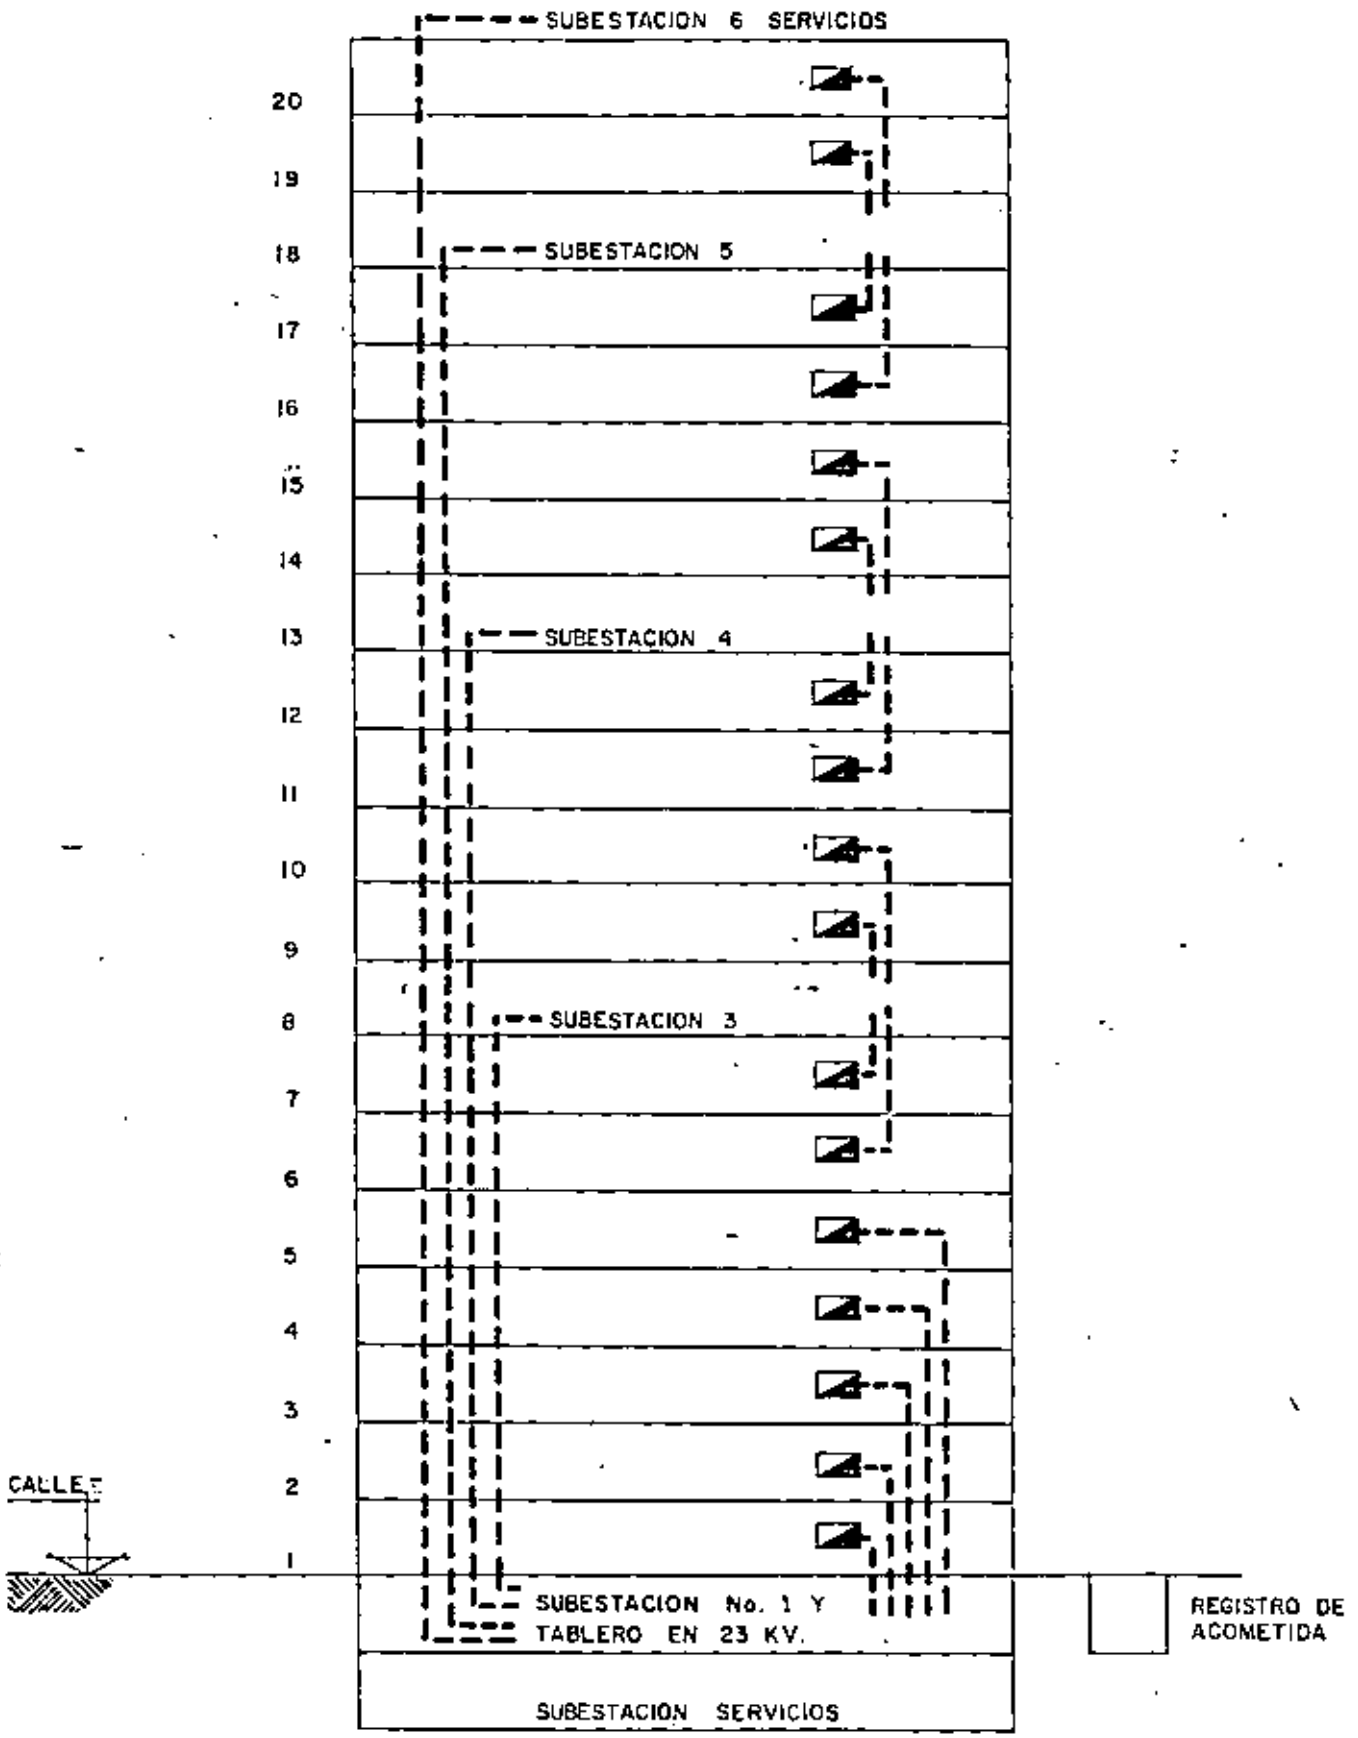 SUBESTACION 6 SERVICIOS
20
19
18
SUBESTACION 5
17
16
15
14
13
SUBESTACION 4
12
11
10
9
8
SUBESTACION 3
7
6
5
4
3
CALLE
2
1
SUBESTACION No. 1 Y
TABLERO EN 23 KV.
REGISTRO DE
ACOMETIDA
SUBESTACION SERVICIOS